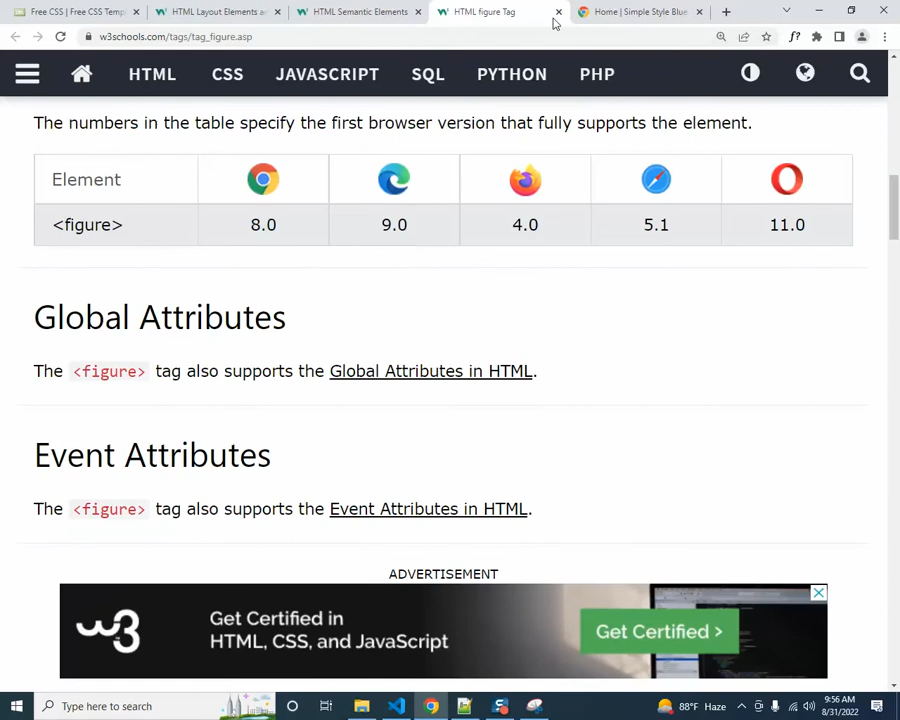 Free CSS | Free CSS Temp
HTML Layout Elements a
HTML Semantic Elements
HTML figure Tag
Home | Simple Style Blue
w3schools.com/tags/tag_figure.asp
f?
HTML
CSS
JAVASCRIPT
SQL
PYTHON
PHP
The numbers in the table specify the first browser version that fully supports the element.
Element
<figure> 8.0 9.0 4.0 5.1 11.0
Global Attributes
The <figure> tag also supports the Global Attributes in HTML.
Event Attributes
The <figure> tag also supports the Event Attributes in HTML.
ADVERTISEMENT
w3
Get Certified in
HTML, CSS, and JavaScript
Get Certified >
Type here to search
88°F Haze
9:56 AM
8/31/2022